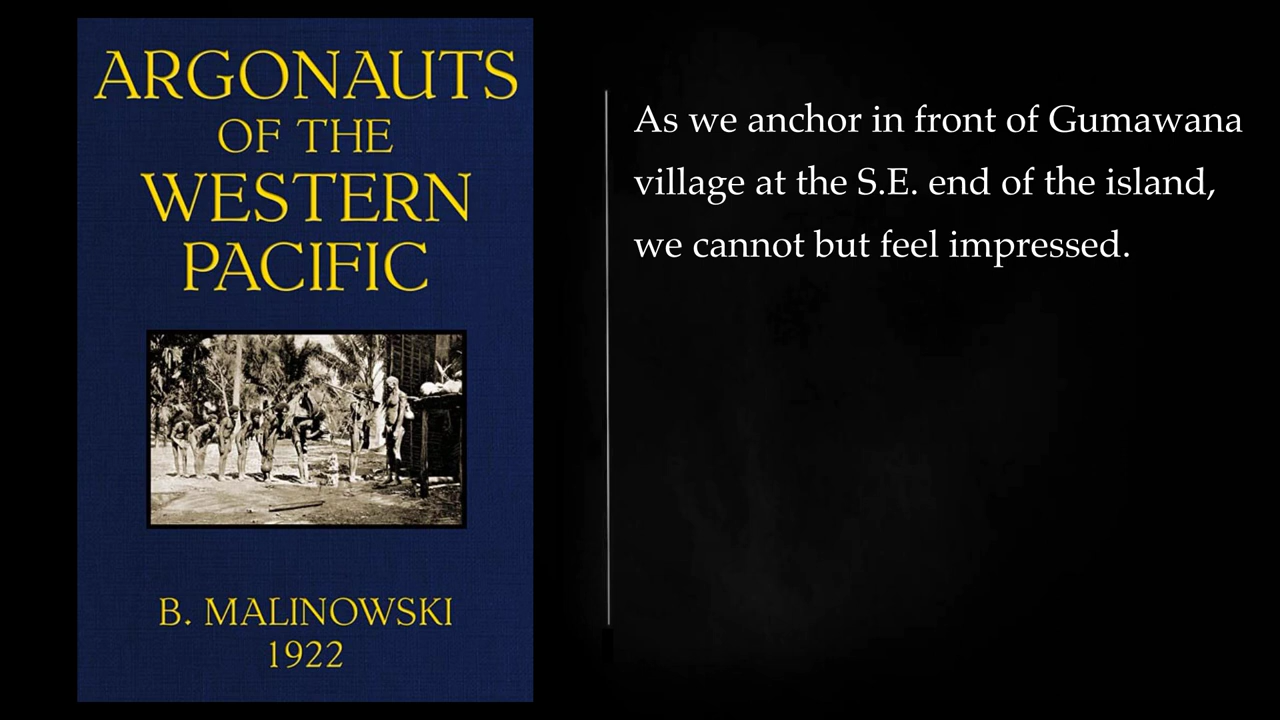 ARGONAUTS
OF THE
WESTERN
PACIFIC
B. MALINOWSKI
1922
As we anchor in front of Gumawana
village at the S.E. end of the island,
we cannot but feel impressed.